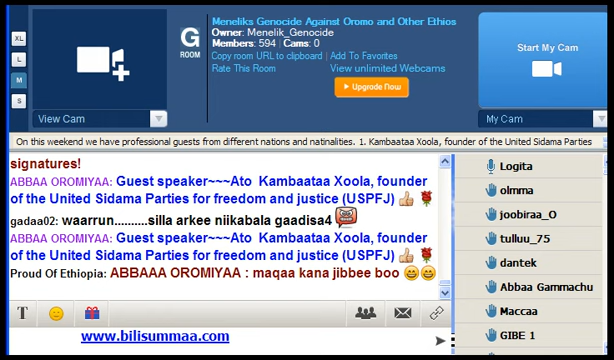 XL
L
M
S
View Cam
G
ROOM
Meneliks Genocide Against Oromo and Other Ethios
Owner: Menelik_Genocide
Members: 594 | Cams: 0
Copy room URL to clipboard | Add To Favorites
Rate This Room View unlimited Webcams
Upgrade Now
Start My Cam
My Cam
On this weekend we have professional guests from different nations and natinalities. 1. Kambaataa Xoola, founder of the United Sidama Parties
signatures!
ABBAA OROMIYAA: Guest speaker~~~Ato Kambaataa Xoola, founder
of the United Sidama Parties for freedom and justice (USPFJ)
gadaa02: waarrun.........silla arkee niikabala gaadisa4
ABBAA OROMIYAA: Guest speaker~~~Ato Kambaataa Xoola, founder
of the United Sidama Parties for freedom and justice (USPFJ)
Proud Of Ethiopia: ABBAAA OROMIYAA : maqaa kana jibbee boo
T
www.bilisummaa.com
Logita
olmma
joobiraa_O
tulluu_75
dantek
Abbaa Gammachu
Maccaa
GIBE 1